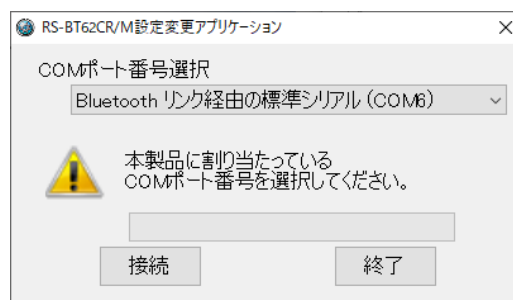 RS-BT62CR/M設定変更アプリケーション
COMポート番号選択
Bluetooth リンク経由の標準シリアル (COM6)
本製品に割り当たっている
COMポート番号を選択してください。
接続 終了